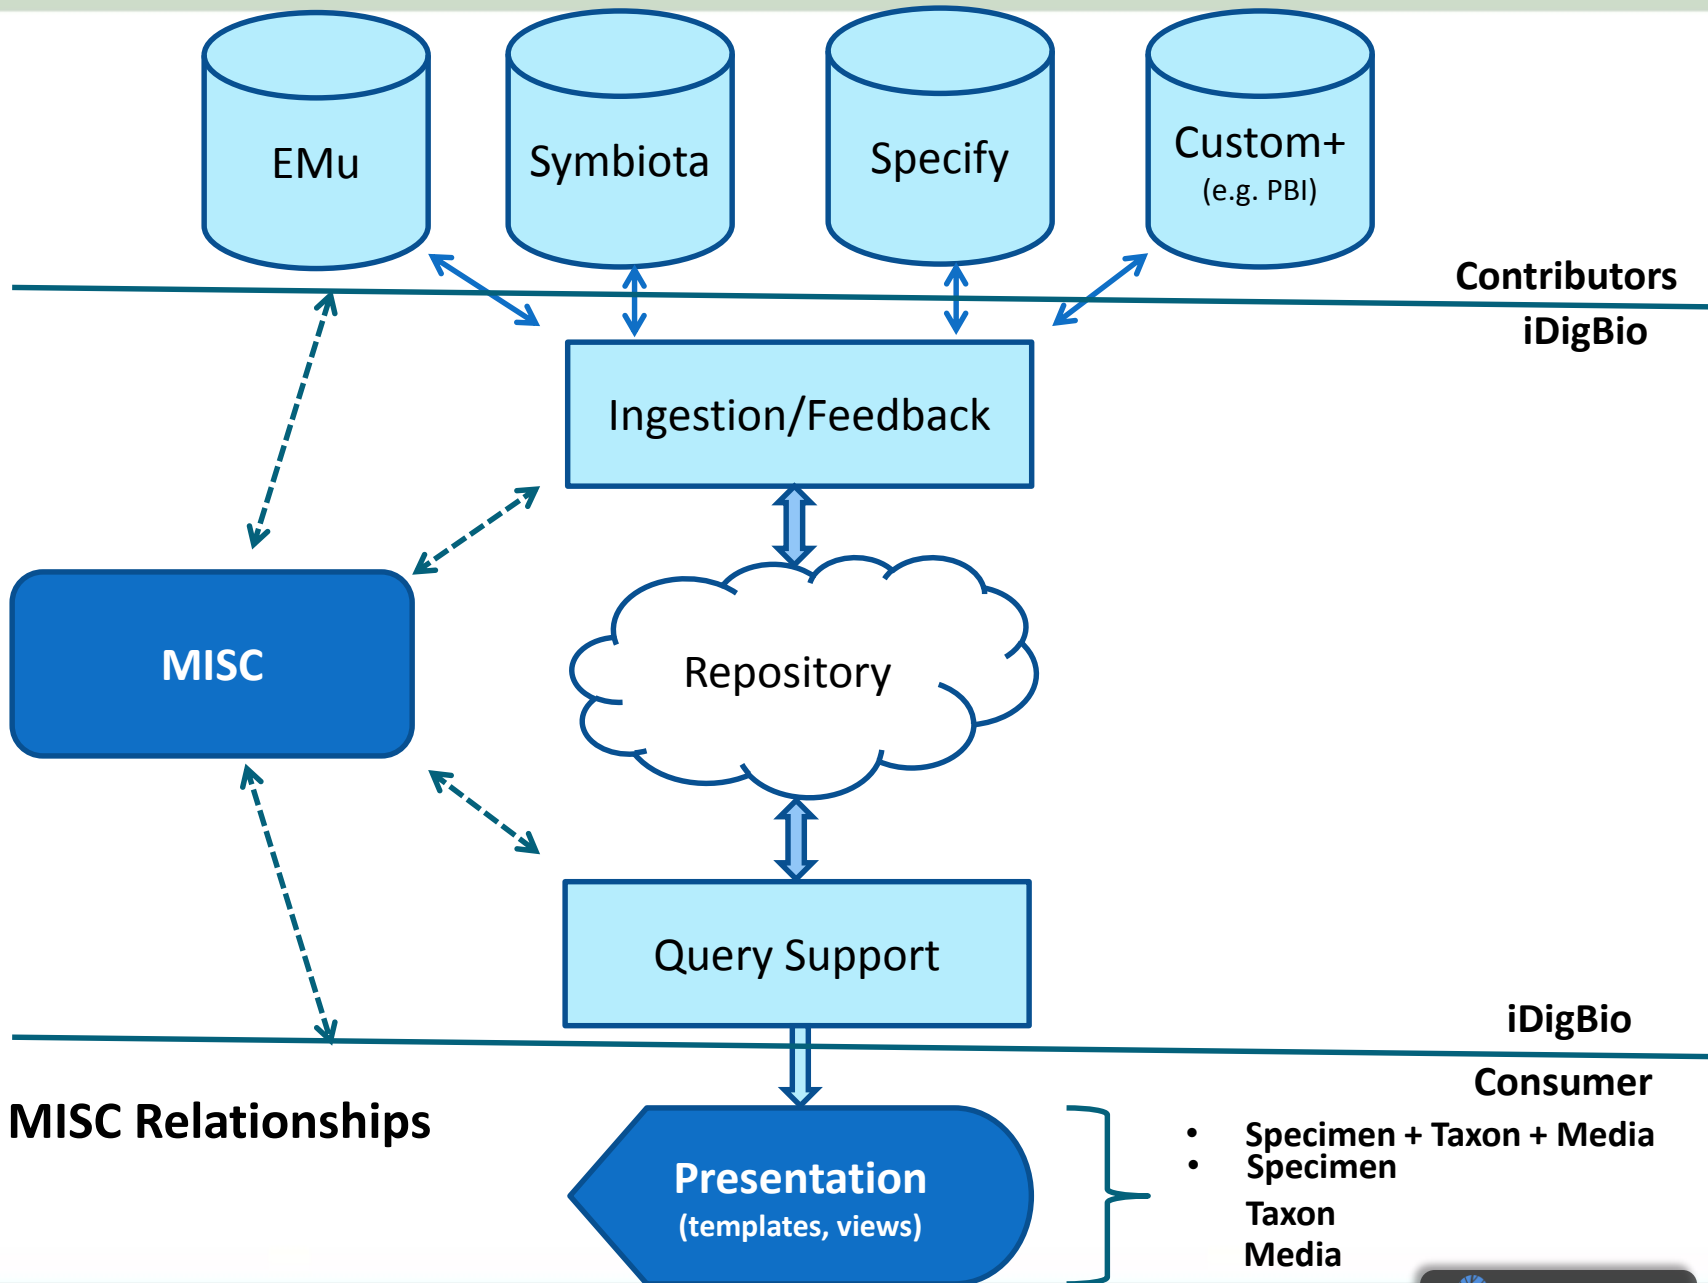 EMu
Symbiota
Specify
Custom+
(e.g. PBI)
Contributors
iDigBio
Ingestion/Feedback
MISC
Repository
Query Support
iDigBio
Consumer
MISC Relationships
Presentation
(templates, views)
• Specimen + Taxon + Media
• Specimen
Taxon
Media